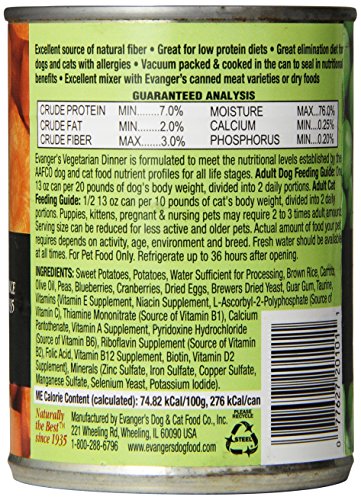 Excellent source of natural fiber • Great for low protein diets • Great elimination diet for
dogs and cats with allergies • Vacuum packed & cooked in the can to seal in nutritional
benefits • Excellent mixer with Evanger's canned meat varieties or dry foods
GUARANTEED ANALYSIS
CRUDE PROTEIN MIN.......7.0% MOISTURE MAX...76.0%
CRUDE FAT MIN.......2.0% CALCIUM MIN...0.25%
CRUDE FIBER MAX......3.0% PHOSPHORUS MIN...0.25%
Evanger's Vegetarian Dinner is formulated to meet the nutritional levels established by the
AAFCO dog and cat food nutrient profiles for all life stages. Adult Dog Feeding Guide: One
13 oz can per 20 pounds of dog's body weight, divided into 2 daily portions. Adult Cat
Feeding Guide: 1/2 13 oz can per 10 pounds of cat's body weight, divided into 2 daily
portions. Puppies, kittens, pregnant & nursing pets may require 2 to 3 times adult amounts.
Serving size can be reduced for less active and older pets. Actual amount of food your pet
requires depends on activity, age, environment and breed. Fresh water should be available
at all times. For Pet Food Only. Refrigerate up to 36 hours after opening.
INGREDIENTS: Sweet Potatoes, Potatoes, Water Sufficient for Processing, Brown Rice, Carrots,
Olive Oil, Peas, Blueberries, Cranberries, Dried Eggs, Brewers Dried Yeast, Guar Gum, Taurine,
Vitamins (Vitamin E Supplement, Niacin Supplement, L-Ascorbyl-2-Polyphosphate (Source of
Vitamin C), Thiamine Mononitrate (Source of Vitamin B1), Calcium
Pantothenate, Vitamin A Supplement, Pyridoxine Hydrochloride
(Source of Vitamin B6), Riboflavin Supplement (Source of Vitamin
B2), Folic Acid, Vitamin B12 Supplement, Biotin, Vitamin D2
Supplement), Minerals (Zinc Sulfate, Iron Sulfate, Copper Sulfate,
Manganese Sulfate, Selenium Yeast, Potassium Iodide).
ME Calorie Content (calculated): 74.82 kCal/100g, 276 kCal/can
Naturally
the Best™
since 1935
Manufactured by Evanger's Dog & Cat Food Co., Inc.
221 Wheeling Rd, Wheeling, IL 60090 USA
1-800-288-6796 www.evangersdogfood.com
PLEASE RECYCLE
STEEL